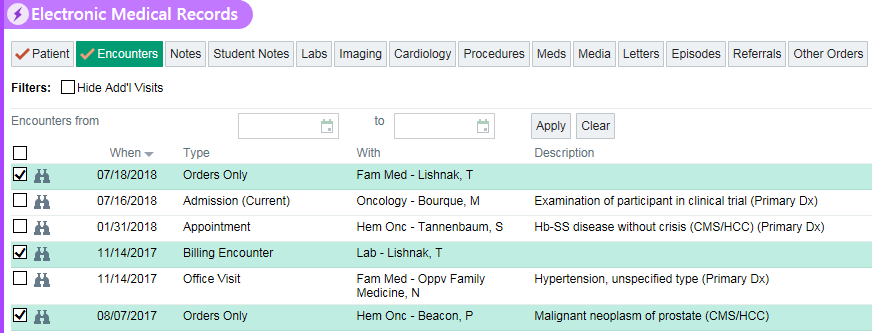 Electronic Medical Records
Patient Encounters Notes Student Notes Labs Imaging Cardiology Procedures Meds Media Letters Episodes Referrals Other Orders
Filters: Hide Add'l Visits
Encounters from to Apply Clear
When Type With Description
07/18/2018 Orders Only Fam Med - Lishnak, T
07/16/2018 Admission (Current) Oncology - Bourque, M Examination of participant in clinical trial (Primary Dx)
01/31/2018 Appointment Hem Onc - Tannenbaum, S Hb-SS disease without crisis (CMS/HCC) (Primary Dx)
11/14/2017 Billing Encounter Lab - Lishnak, T
11/14/2017 Office Visit Fam Med - Oppv Family Hypertension, unspecified type (Primary Dx)
Medicine, N
08/07/2017 Orders Only Hem Onc - Beacon, P Malignant neoplasm of prostate (CMS/HCC)